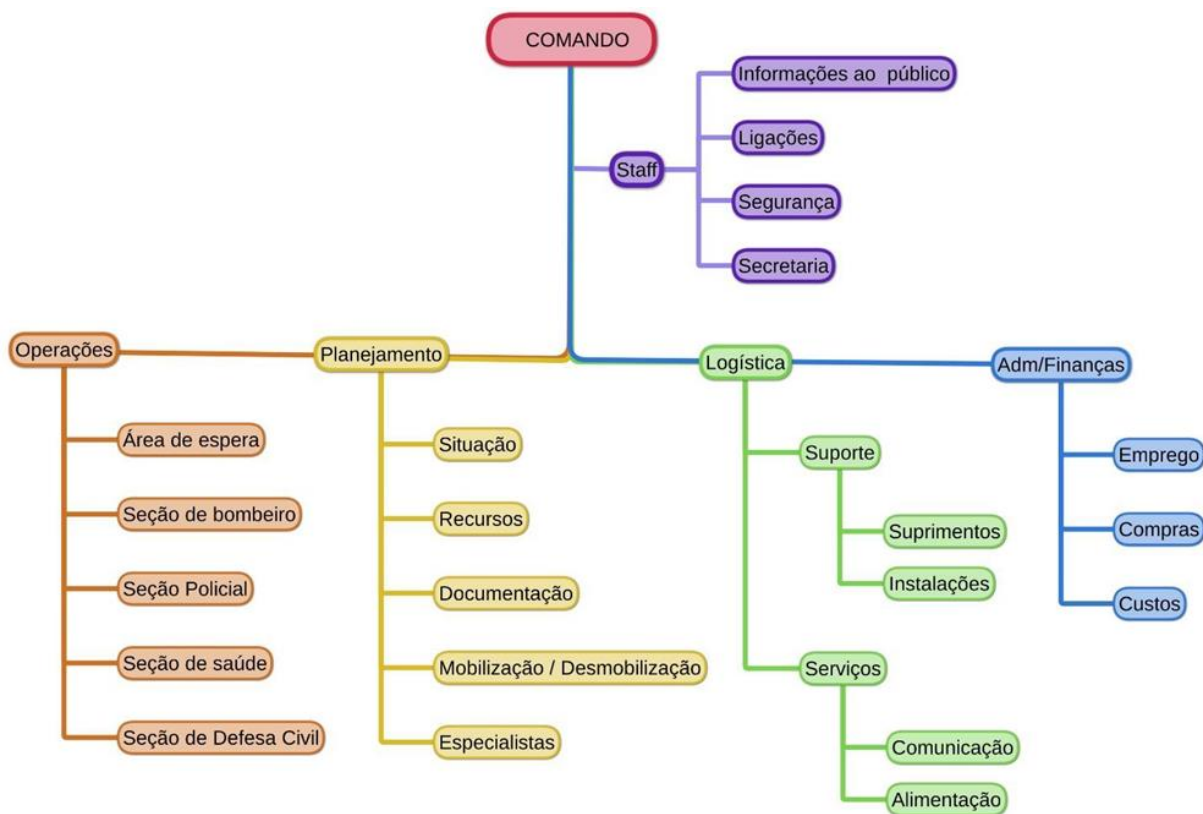 COMANDO
Informações ao público
Ligações
Staff
Segurança
Secretaria
Operações
Planejamento
Logística
Adm/Finanças
Área de espera
Seção de bombeiro
Seção Policial
Seção de saúde
Seção de Defesa Civil
Situação
Recursos
Documentação
Mobilização / Desmobilização
Especialistas
Suporte
Suprimentos
Instalações
Serviços
Comunicação
Alimentação
Emprego
Compras
Custos